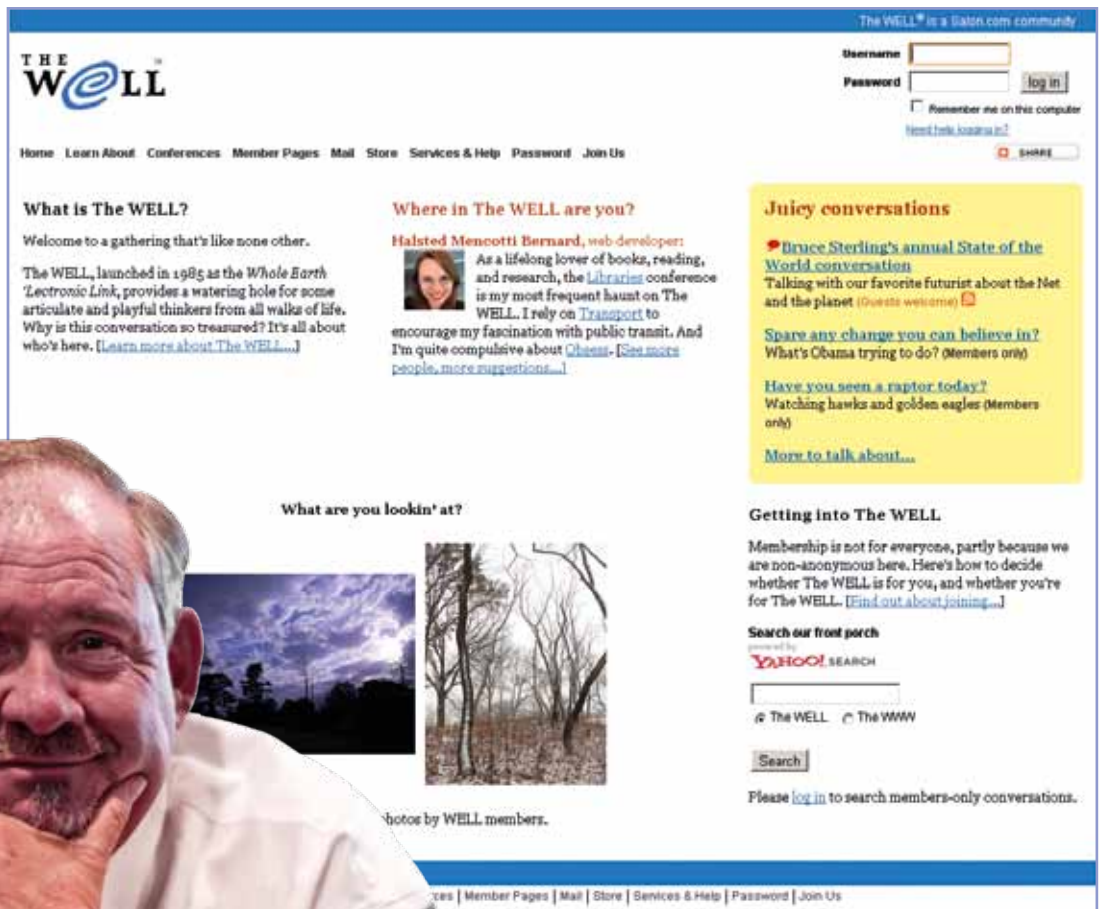 The WELL® is a Salon.com community
THE
WELL
Username
Password
log in
Remember me on this computer
Need help logging in?
Home Learn About Conferences Member Pages Mail Store Services & Help Password Join Us
SHARE
What is The WELL?
Welcome to a gathering that's like none other.
The WELL, launched in 1985 as the Whole Earth
'Lectronic Link, provides a watering hole for some
articulate and playful thinkers from all walks of life.
Why is this conversation so treasured? It's all about
who's here. [Learn more about The WELL...]
Where in The WELL are you?
Halsted Mencotti Bernard, web developer:
As a lifelong lover of books, reading,
and research, the Libraries conference
is my most frequent haunt on The
WELL. I rely on Transport to
encourage my fascination with public transit. And
I'm quite compulsive about Obsess. [See more
people, more suggestions...]
Juicy conversations
Bruce Sterling's annual State of the
World conversation
Talking with our favorite futurist about the Net
and the planet (Guests welcome)
Spare any change you can believe in?
What's Obama trying to do? (Members only)
Have you seen a raptor today?
Watching hawks and golden eagles (Members
only)
More to talk about...
What are you lookin' at?
photos by WELL members.
Getting into The WELL
Membership is not for everyone, partly because we
are non-anonymous here. Here's how to decide
whether The WELL is for you, and whether you're
for The WELL. [Find out about joining...]
Search our front porch
powered by
YAHOO! SEARCH
The WELL The WWW
Search
Please log in to search members-only conversations.
| Member Pages | Mail | Store | Services & Help | Password | Join Us